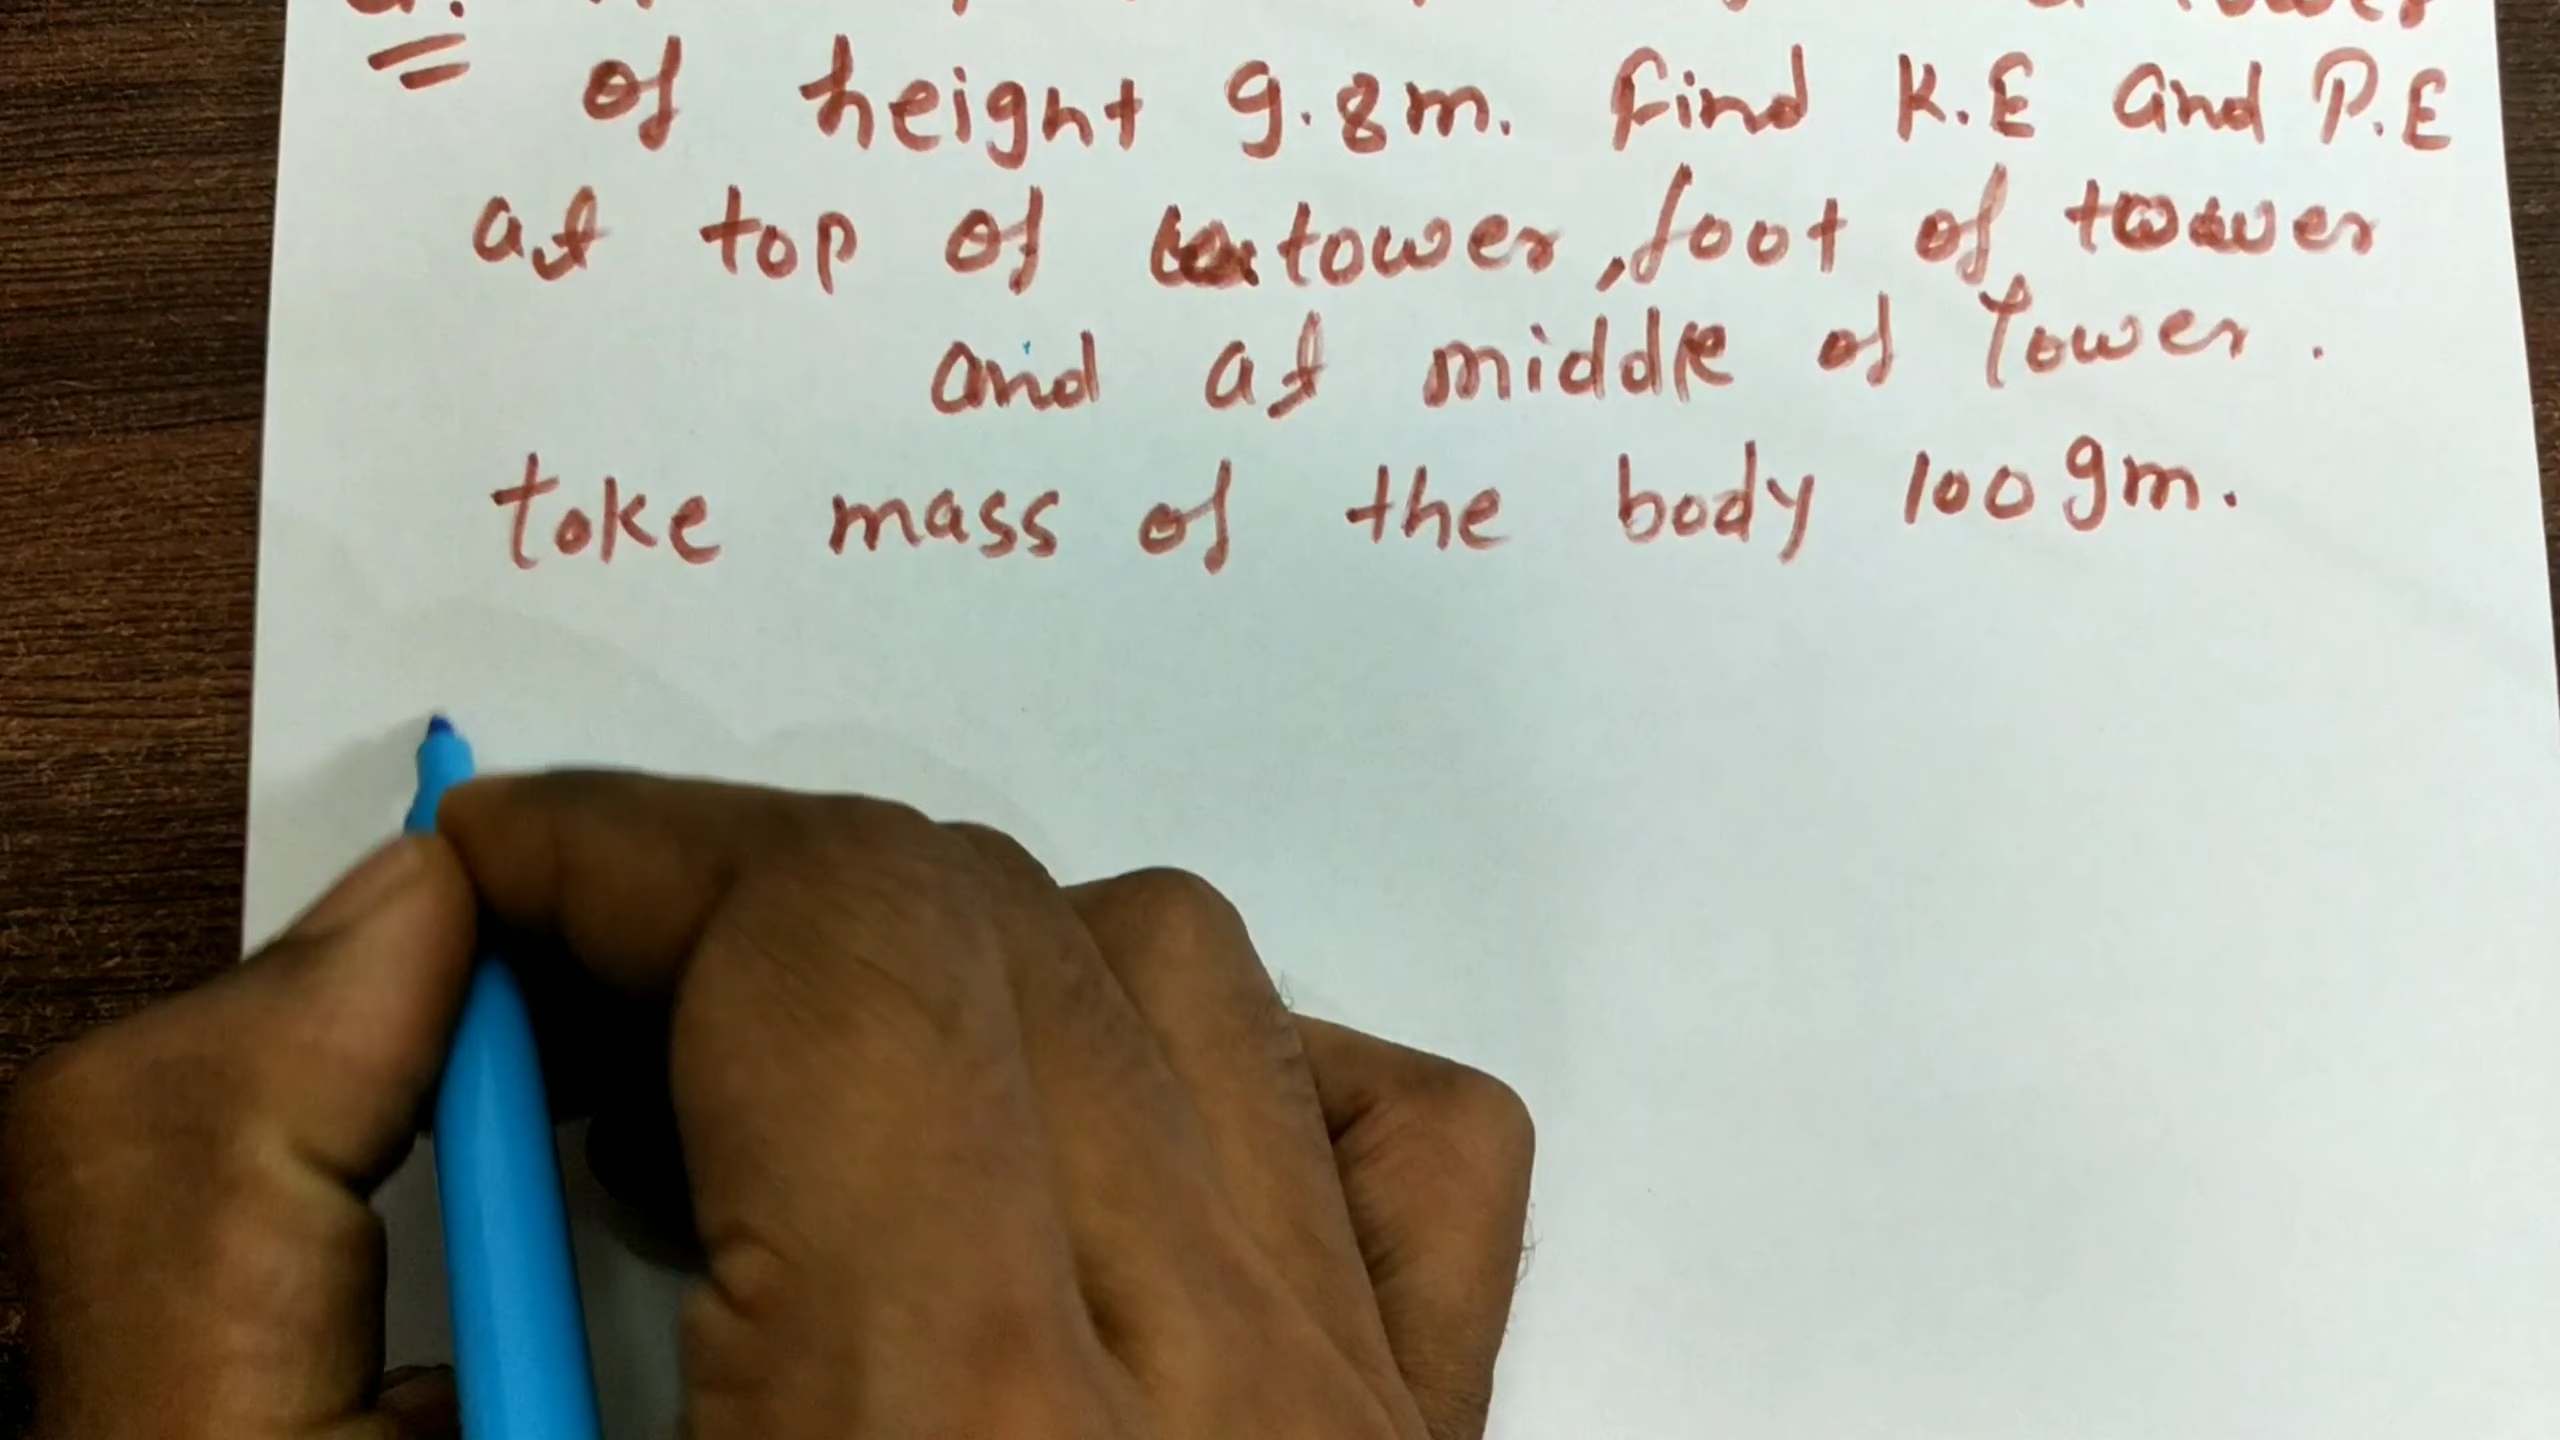 of height 9.8m. Find K.E and P.E
at top of tower, foot of tower
and at middle of Tower.
toke mass of the body 100gm.